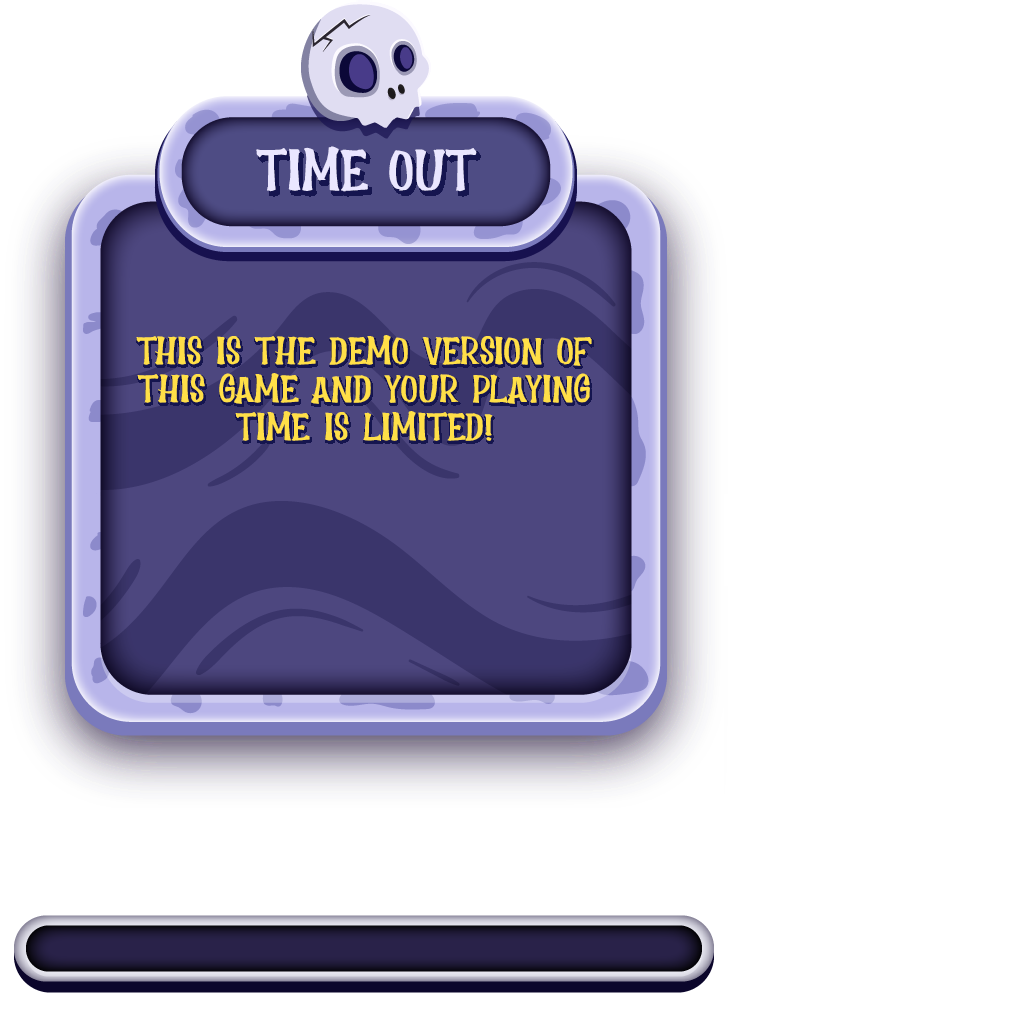 TIME OUT
THIS IS THE DEMO VERSION OF
THIS GAME AND YOUR PLAYING
TIME IS LIMITED!